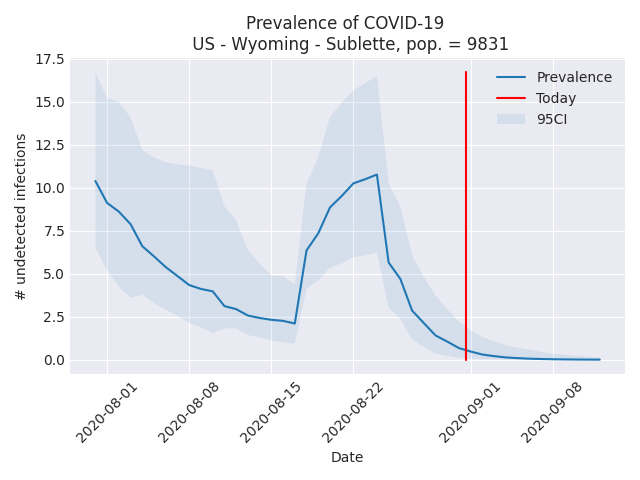 Prevalence of COVID-19
US - Wyoming - Sublette, pop. = 9831
17.5
15.0
12.5
10.0
7.5
5.0
2.5
0.0
# undetected infections
Prevalence
Today
95CI
2020-08-01
2020-08-08
2020-08-15
2020-08-22
2020-09-01
2020-09-08
Date